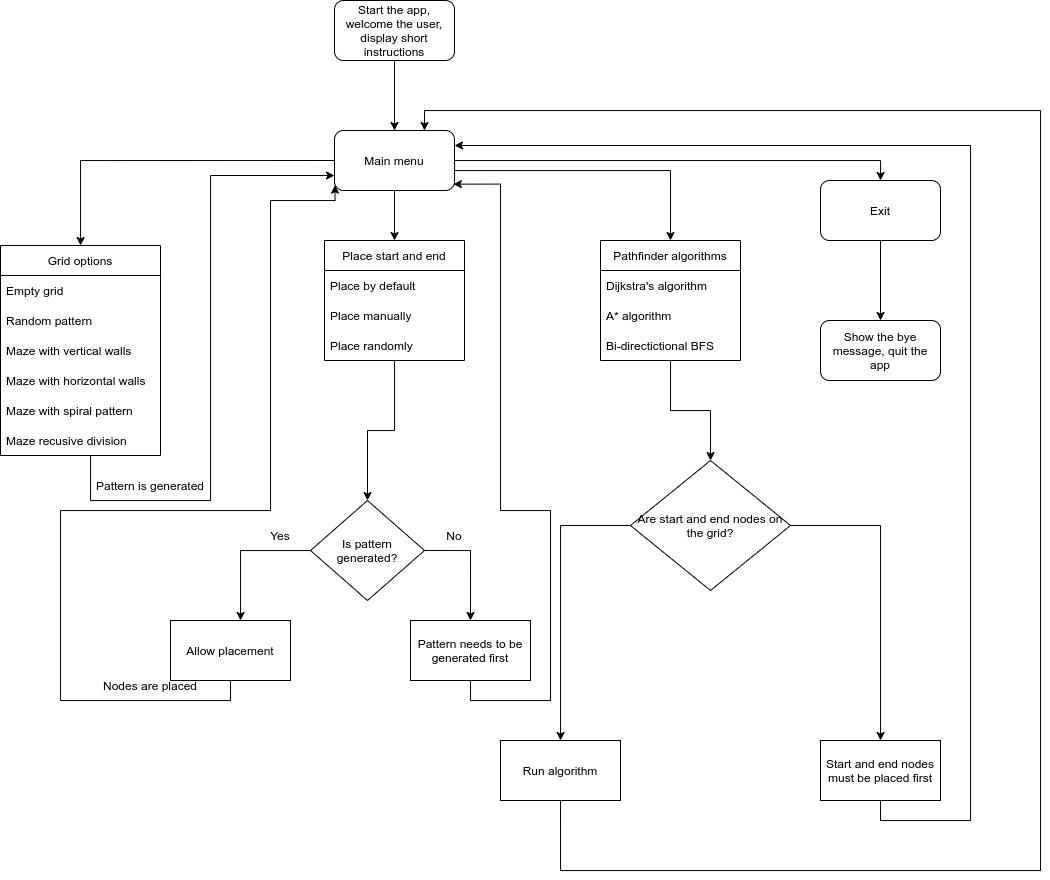 Start the app,
welcome the user,
display short
instructions
Main menu
Exit
Grid options
Empty grid
Random pattern
Maze with vertical walls
Maze with horizontal walls
Maze with spiral pattern
Maze recusive division
Place start and end
Place by default
Place manually
Place randomly
Pathfinder algorithms
Dijkstra's algorithm
A* algorithm
Bi-directictional BFS
Show the bye
message, quit the
app
Pattern is generated
Yes
Is pattern
generated?
No
Are start and end nodes on
the grid?
Allow placement
Pattern needs to be
generated first
Nodes are placed
Run algorithm
Start and end nodes
must be placed first